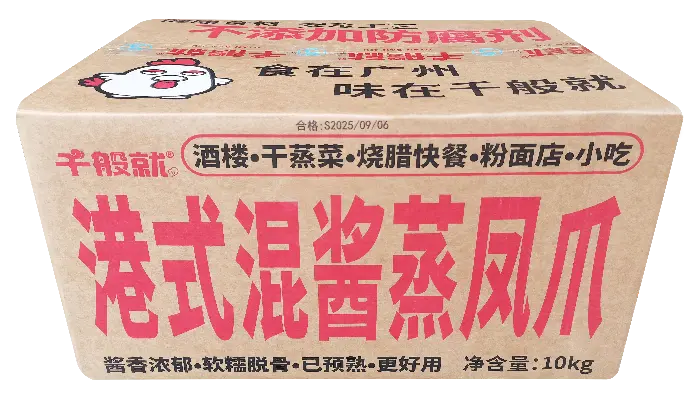 不添加防腐剂
食在广州
味在千般就
合格:S2025/09/06
千般就®
酒楼•干蒸菜•烧腊快餐•粉面店•小吃
港式混酱蒸凤爪
酱香浓郁•软糯脱骨•已预熟•更好用 净含量:10kg